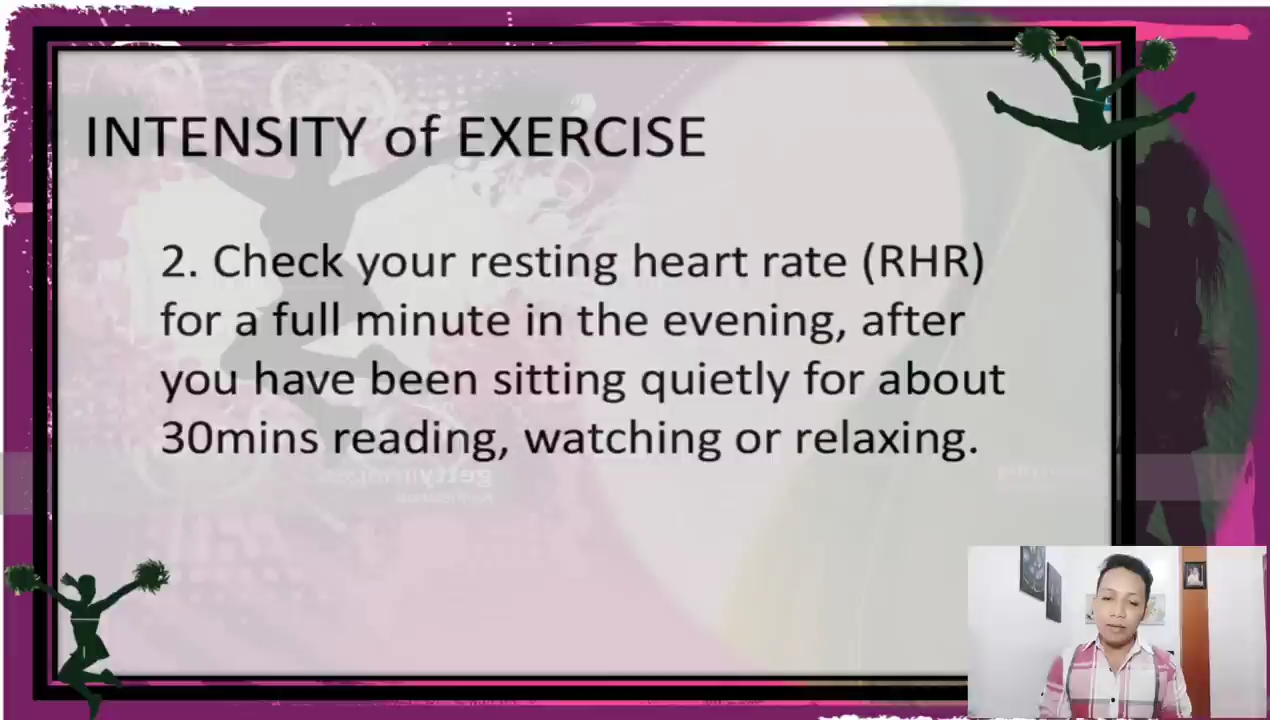 INTENSITY of EXERCISE
2. Check your resting heart rate (RHR)
for a full minute in the evening, after
you have been sitting quietly for about
30mins reading, watching or relaxing.
gettyimages